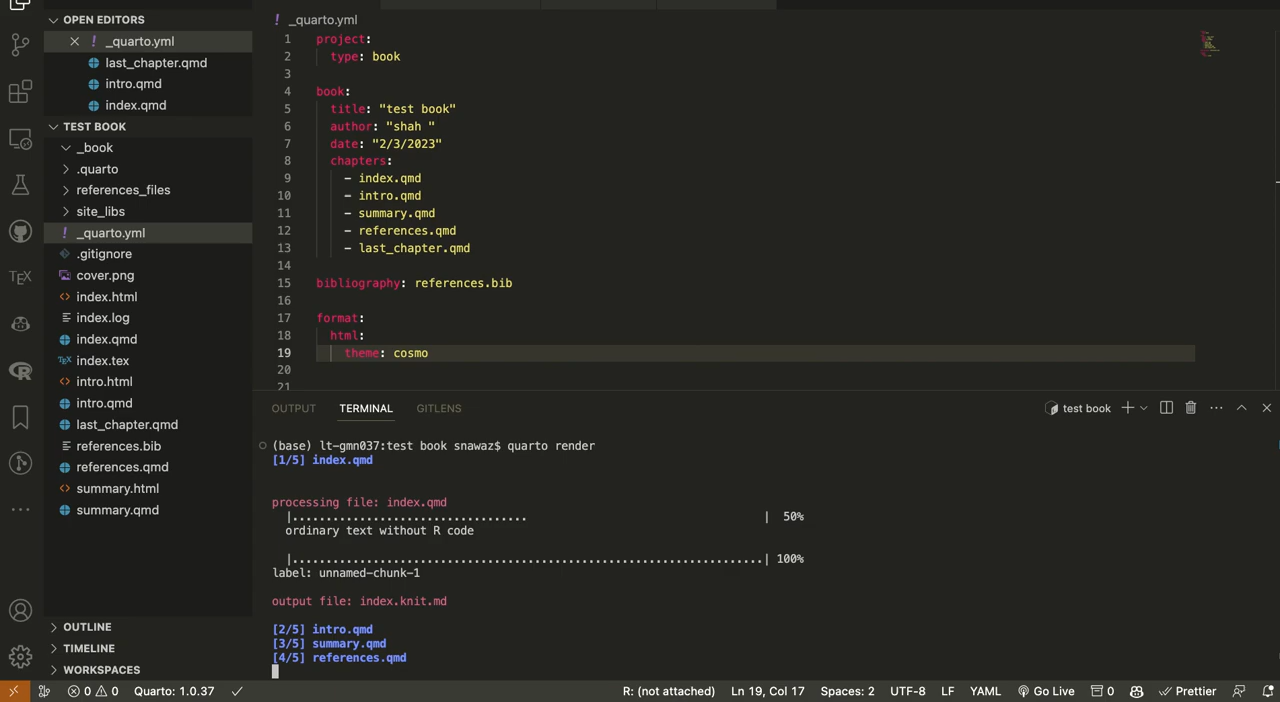 OPEN EDITORS
_quarto.yml
last_chapter.qmd
intro.qmd
index.qmd
TEST BOOK
_book
.quarto
references_files
site_libs
_quarto.yml
.gitignore
cover.png
index.html
index.log
index.qmd
TEX index.tex
intro.html
intro.qmd
last_chapter.qmd
references.bib
references.qmd
summary.html
summary.qmd
OUTLINE
TIMELINE
WORKSPACES
TEX
R
! _quarto.yml
1 project:
2 type: book
3
4 book:
5 title: "test book"
6 author: "shah "
7 date: "2/3/2023"
8 chapters:
9 - index.qmd
10 - intro.qmd
11 - summary.qmd
12 - references.qmd
13 - last_chapter.qmd
14
15 bibliography: references.bib
16
17 format:
18 html:
19 theme: cosmo
20
21
OUTPUT TERMINAL GITLENS test book
(base) lt-gmn037:test book snawaz$ quarto render
[1/5] index.qmd
processing file: index.qmd
|.................................. | 50%
ordinary text without R code
|......................................................................| 100%
label: unnamed-chunk-1
output file: index.knit.md
[2/5] intro.qmd
[3/5] summary.qmd
[4/5] references.qmd
0 0 Quarto: 1.0.37 R: (not attached) Ln 19, Col 17 Spaces: 2 UTF-8 LF YAML Go Live 0 Prettier